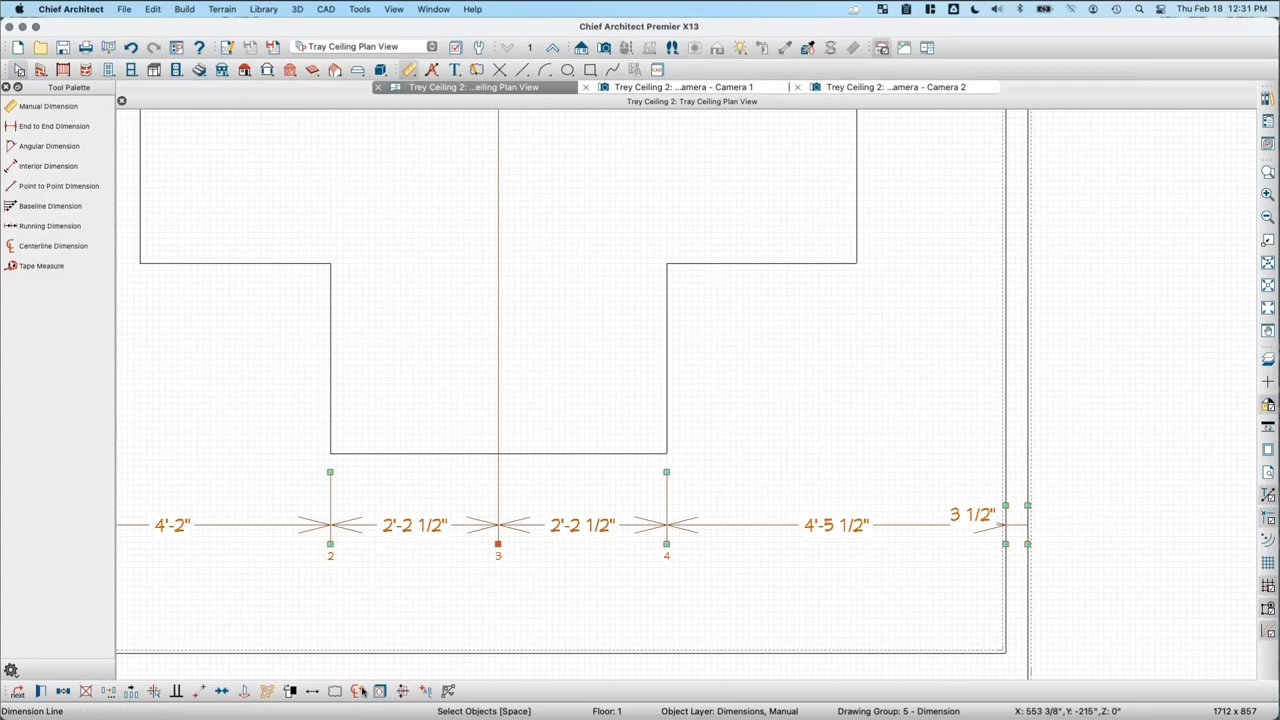 Chief Architect File Edit Build Terrain Library 3D CAD Tools View Window Help Thu Feb 18 12:31 PM
Chief Architect Premier X13
Tray Ceiling Plan View 1
Tool Palette Trey Ceiling 2: ...eiling Plan View Trey Ceiling 2: ...amera - Camera 1 Trey Ceiling 2: ...amera - Camera 2
Trey Ceiling 2: Tray Ceiling Plan View
Manual Dimension
End to End Dimension
Angular Dimension
Interior Dimension
Point to Point Dimension
Baseline Dimension
Running Dimension
Centerline Dimension
Tape Measure
4'-2" 2'-2 1/2" 2'-2 1/2" 4'-5 1/2" 3 1/2"
2 3 4
next
Dimension Line Select Objects [Space] Floor: 1 Object Layer: Dimensions, Manual Drawing Group: 5 - Dimension X: 553 3/8", Y: -215", Z: 0" 1712 x 857